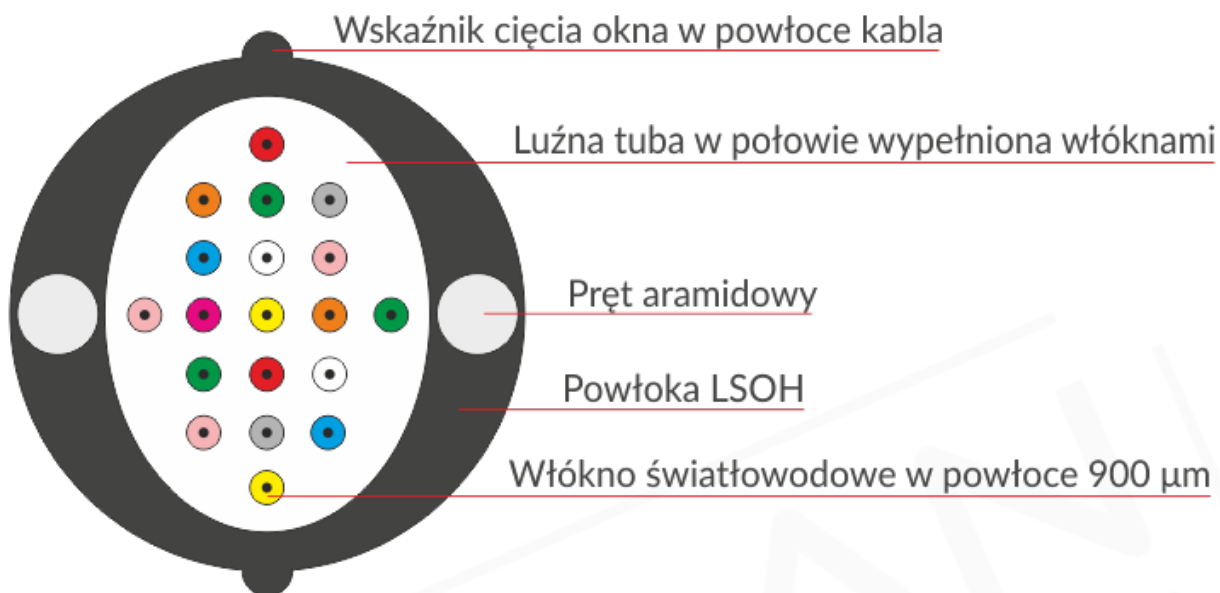 Wskaźnik cięcia okna w powłoce kabla
Luźna tuba w połowie wypełniona włóknami
Pręt aramidowy
Powłoka LSOH
Włókno światłowodowe w powłoce 900 μm